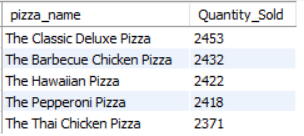 pizza_name Quantity_Sold
The Classic Deluxe Pizza 2453
The Barbecue Chicken Pizza 2432
The Hawaiian Pizza 2422
The Pepperoni Pizza 2418
The Thai Chicken Pizza 2371